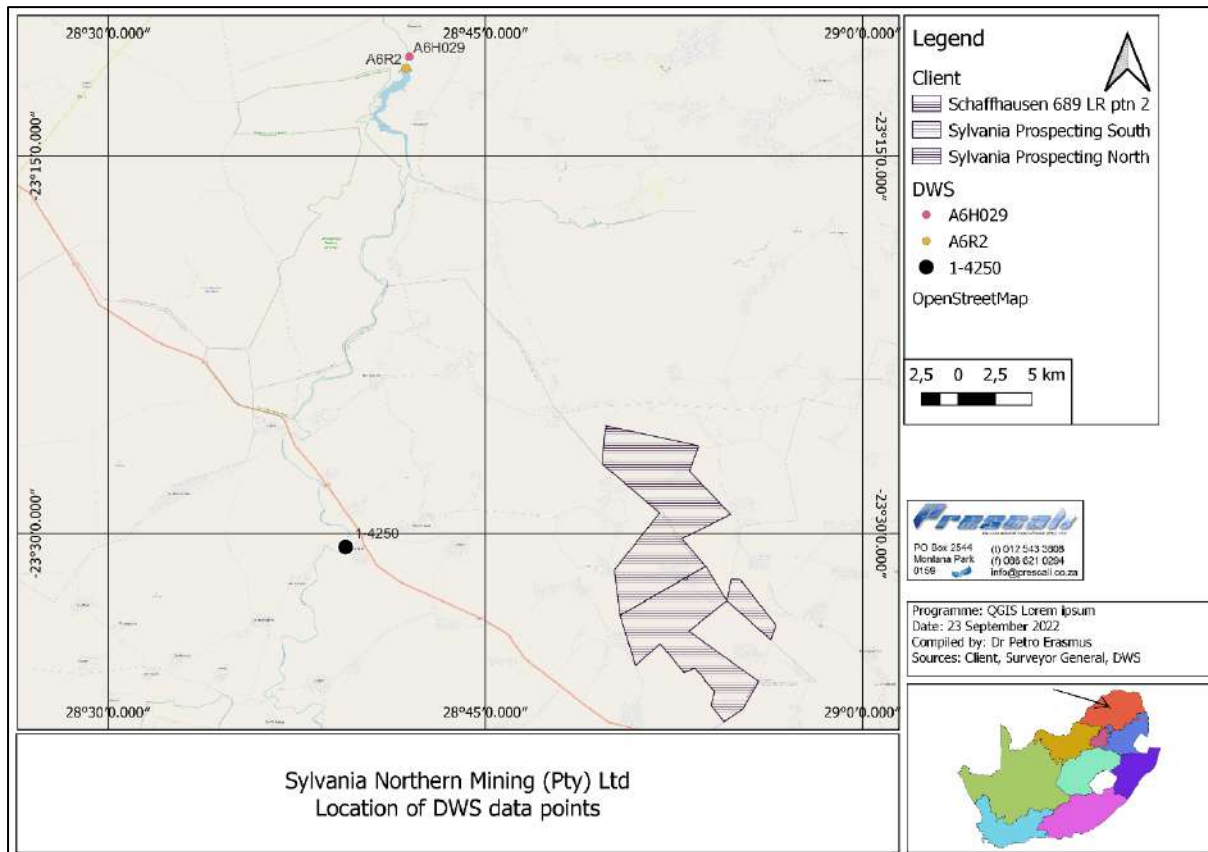 28°30'0.000"
28°45'0.000"
29°0'0.000"
A6H029
A6R2
-23°15'0.000"
-23°15'0.000"
-23°30'0.000"
-23°30'0.000"
1-4250
28°30'0.000"
28°45'0.000"
29°0'0.000"
Sylvania Northern Mining (Pty) Ltd
Location of DWS data points
Legend
Client
Schaffhausen 689 LR ptn 2
Sylvania Prospecting South
Sylvania Prospecting North
DWS
A6H029
A6R2
1-4250
OpenStreetMap
2,5 0 2,5 5 km
Prescali
PO Box 2544 (t) 012 543 3808
Montana Park (f) 086 621 0294
0159 info@prescali.co.za
Programme: QGIS Lorem ipsum
Date: 23 September 2022
Compiled by: Dr Petro Erasmus
Sources: Client, Surveyor General, DWS